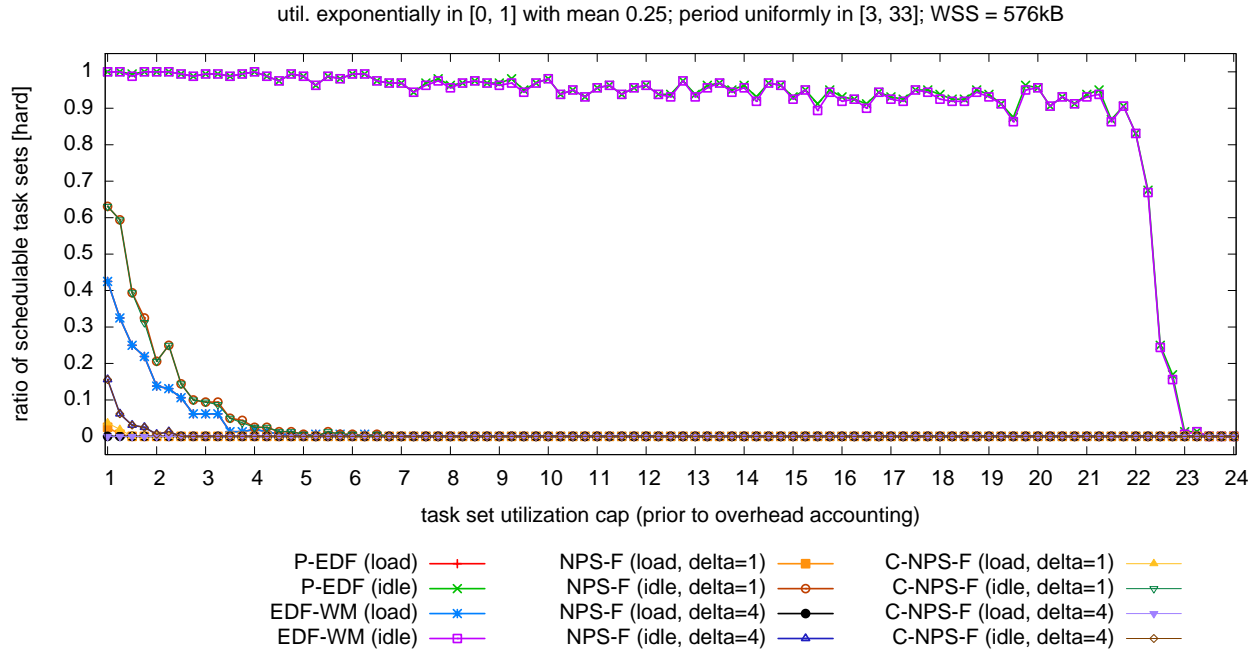 util. exponentially in [0, 1] with mean 0.25; period uniformly in [3, 33]; WSS = 576kB
ratio of schedulable task sets [hard]
1
0.9
0.8
0.7
0.6
0.5
0.4
0.3
0.2
0.1
0
1 2 3 4 5 6 7 8 9 10 11 12 13 14 15 16 17 18 19 20 21 22 23 24
task set utilization cap (prior to overhead accounting)
P-EDF (load) NPS-F (load, delta=1) C-NPS-F (load, delta=1)
P-EDF (idle) NPS-F (idle, delta=1) C-NPS-F (idle, delta=1)
EDF-WM (load) NPS-F (load, delta=4) C-NPS-F (load, delta=4)
EDF-WM (idle) NPS-F (idle, delta=4) C-NPS-F (idle, delta=4)